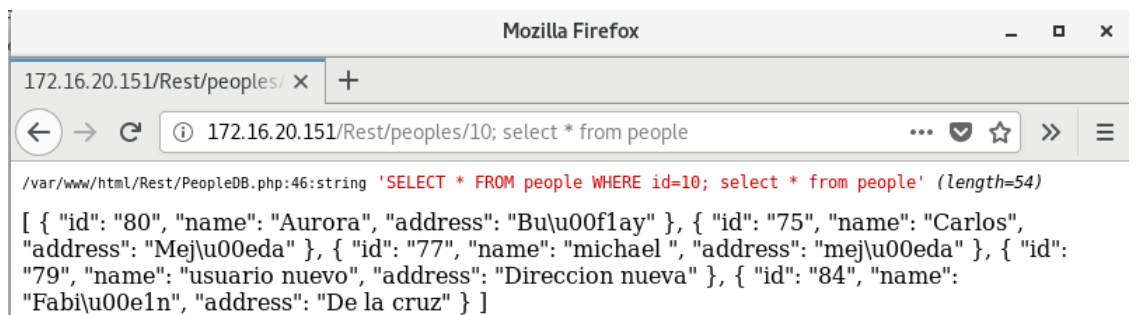 Mozilla Firefox
172.16.20.151/Rest/peoples/
172.16.20.151/Rest/peoples/10; select * from people
/var/www/html/Rest/PeopleDB.php:46:string 'SELECT * FROM people WHERE id=10; select * from people' (length=54)
[ { "id": "80", "name": "Aurora", "address": "Bu\u00f1ay" }, { "id": "75", "name": "Carlos",
"address": "Mej\u00eda" }, { "id": "77", "name": "michael ", "address": "mej\u00eda" }, { "id":
"79", "name": "usuario nuevo", "address": "Direccion nueva" }, { "id": "84", "name":
"Fabi\u00e1n", "address": "De la cruz" } ]